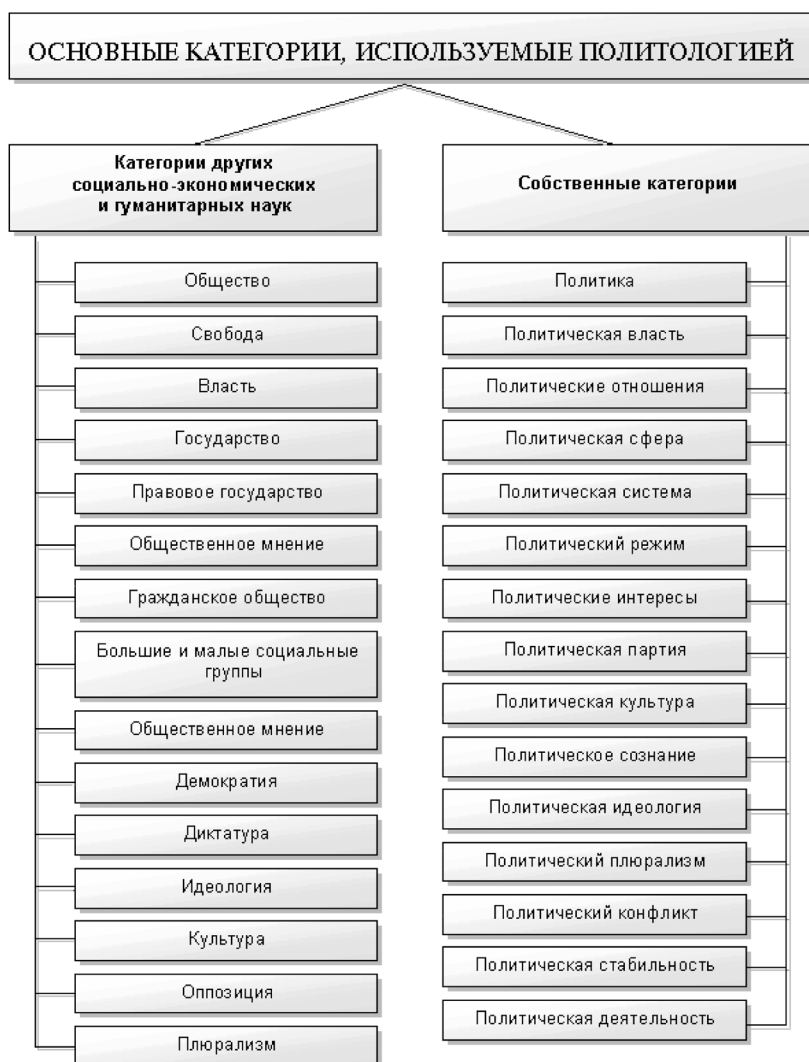 ОСНОВНЫЕ КАТЕГОРИИ, ИСПОЛЬЗУЕМЫЕ ПОЛИТОЛОГИЕЙ
Категории других
социально-экономических
и гуманитарных наук
Общество
Свобода
Власть
Государство
Правовое государство
Общественное мнение
Гражданское общество
Большие и малые социальные
группы
Общественное мнение
Демократия
Диктатура
Идеология
Культура
Оппозиция
Плюрализм
Собственные категории
Политика
Политическая власть
Политические отношения
Политическая сфера
Политическая система
Политический режим
Политические интересы
Политическая партия
Политическая культура
Политическое сознание
Политическая идеология
Политический плюрализм
Политический конфликт
Политическая стабильность
Политическая деятельность